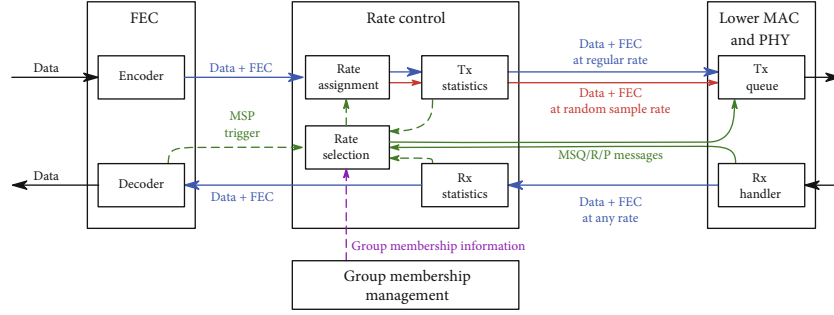 FEC
Rate control
Lower MAC
and PHY
Data
Encoder
Data + FEC
Rate
assignment
Tx
statistics
Data + FEC
at regular rate
Data + FEC
at random sample rate
Tx
queue
MSP
trigger
Rate
selection
MSQ/R/P messages
Data
Decoder
Data + FEC
Rx
statistics
Data + FEC
at any rate
Rx
handler
Group membership information
Group membership
management